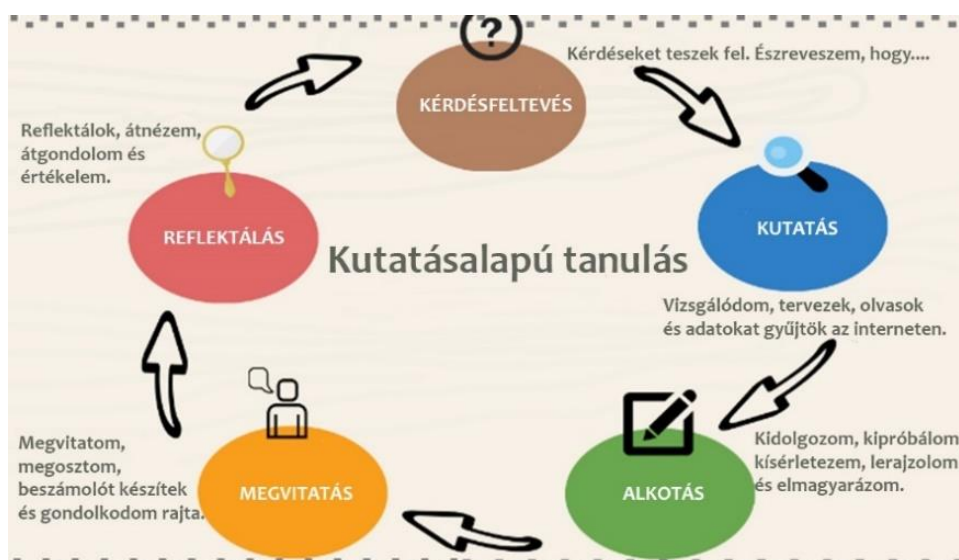 ?
Kérdéseket teszek fel. Észreveszem, hogy....
KÉRDÉSFELTEVÉS
KUTATÁS
Vizsgálódom, tervezek, olvasok
és adatokat gyűjtök az interneten.
Kidolgozom, kipróbálom
kísérletezem, lerajzolom
és elmagyarázom.
ALKOTÁS
MEGVITATÁS
Megvitatom,
megosztom,
beszámolót készítek
és gondolkodom rajta.
REFLEKTÁLÁS
Reflektálok, átnézem,
átgondolom és
értékelem.
Kutatásalapú tanulás